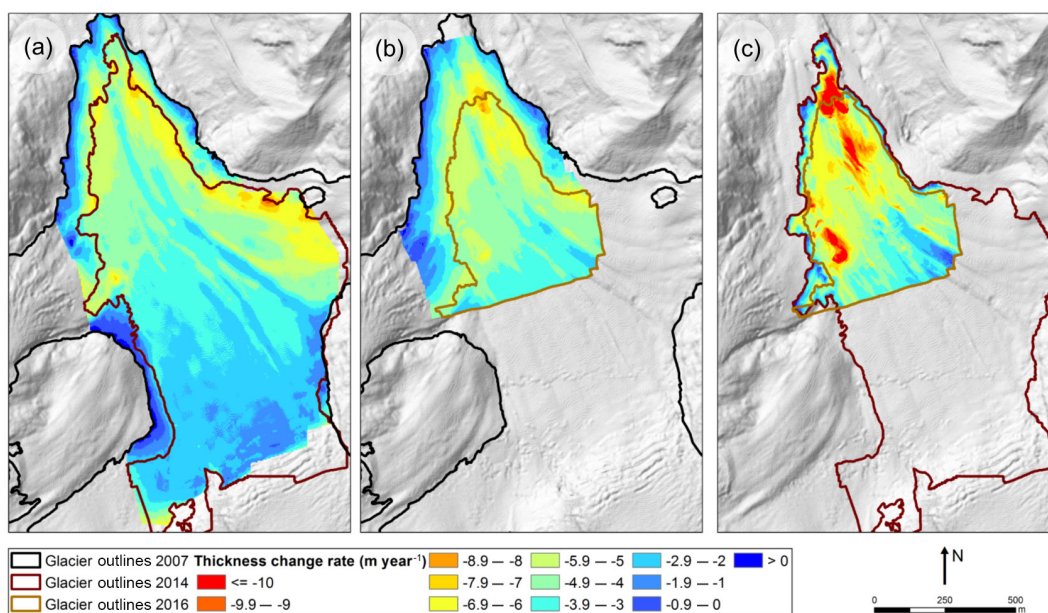 (a)
(b)
(c)
Glacier outlines 2007 Thickness change rate (m year⁻¹) -8.9 — -8 -5.9 — -5 -2.9 — -2 > 0
Glacier outlines 2014 <= -10 -7.9 — -7 -4.9 — -4 -1.9 — -1
Glacier outlines 2016 -9.9 — -9 -6.9 — -6 -3.9 — -3 -0.9 — 0
N
0 250 500
m